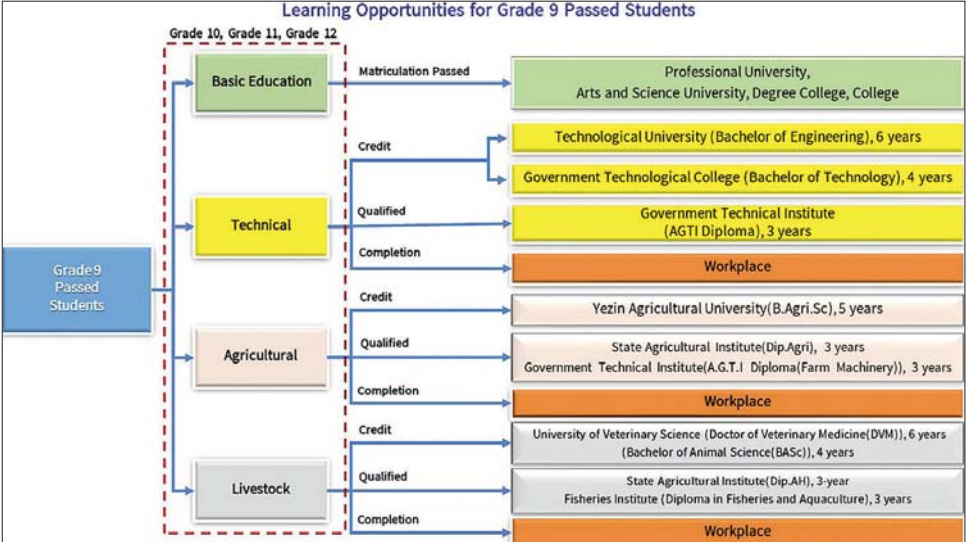 Learning Opportunities for Grade 9 Passed Students
Grade 10, Grade 11, Grade 12
Grade 9
Passed
Students
Basic Education
Matriculation Passed
Professional University,
Arts and Science University, Degree College, College
Technical
Credit
Technological University (Bachelor of Engineering), 6 years
Government Technological College (Bachelor of Technology), 4 years
Qualified
Government Technical Institute
(AGTI Diploma), 3 years
Completion
Workplace
Agricultural
Credit
Yezin Agricultural University(B.Agri.Sc), 5 years
Qualified
State Agricultural Institute(Dip.Agri), 3 years
Government Technical Institute(A.G.T.I Diploma(Farm Machinery)), 3 years
Completion
Workplace
Livestock
Credit
University of Veterinary Science (Doctor of Veterinary Medicine(DVM)), 6 years
(Bachelor of Animal Science(BASc)), 4 years
Qualified
State Agricultural Institute(Dip.AH), 3-year
Fisheries Institute (Diploma in Fisheries and Aquaculture), 3 years
Completion
Workplace